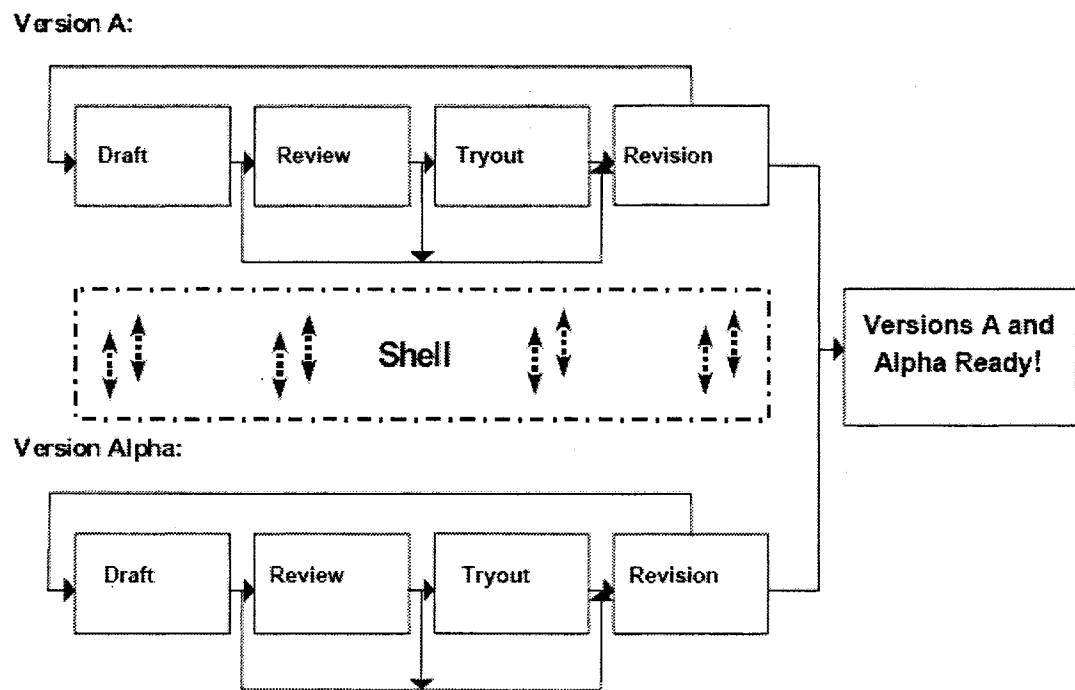 Version A:
Draft
Review
Tryout
Revision
Shell
Versions A and
Alpha Ready!
Version Alpha:
Draft
Review
Tryout
Revision